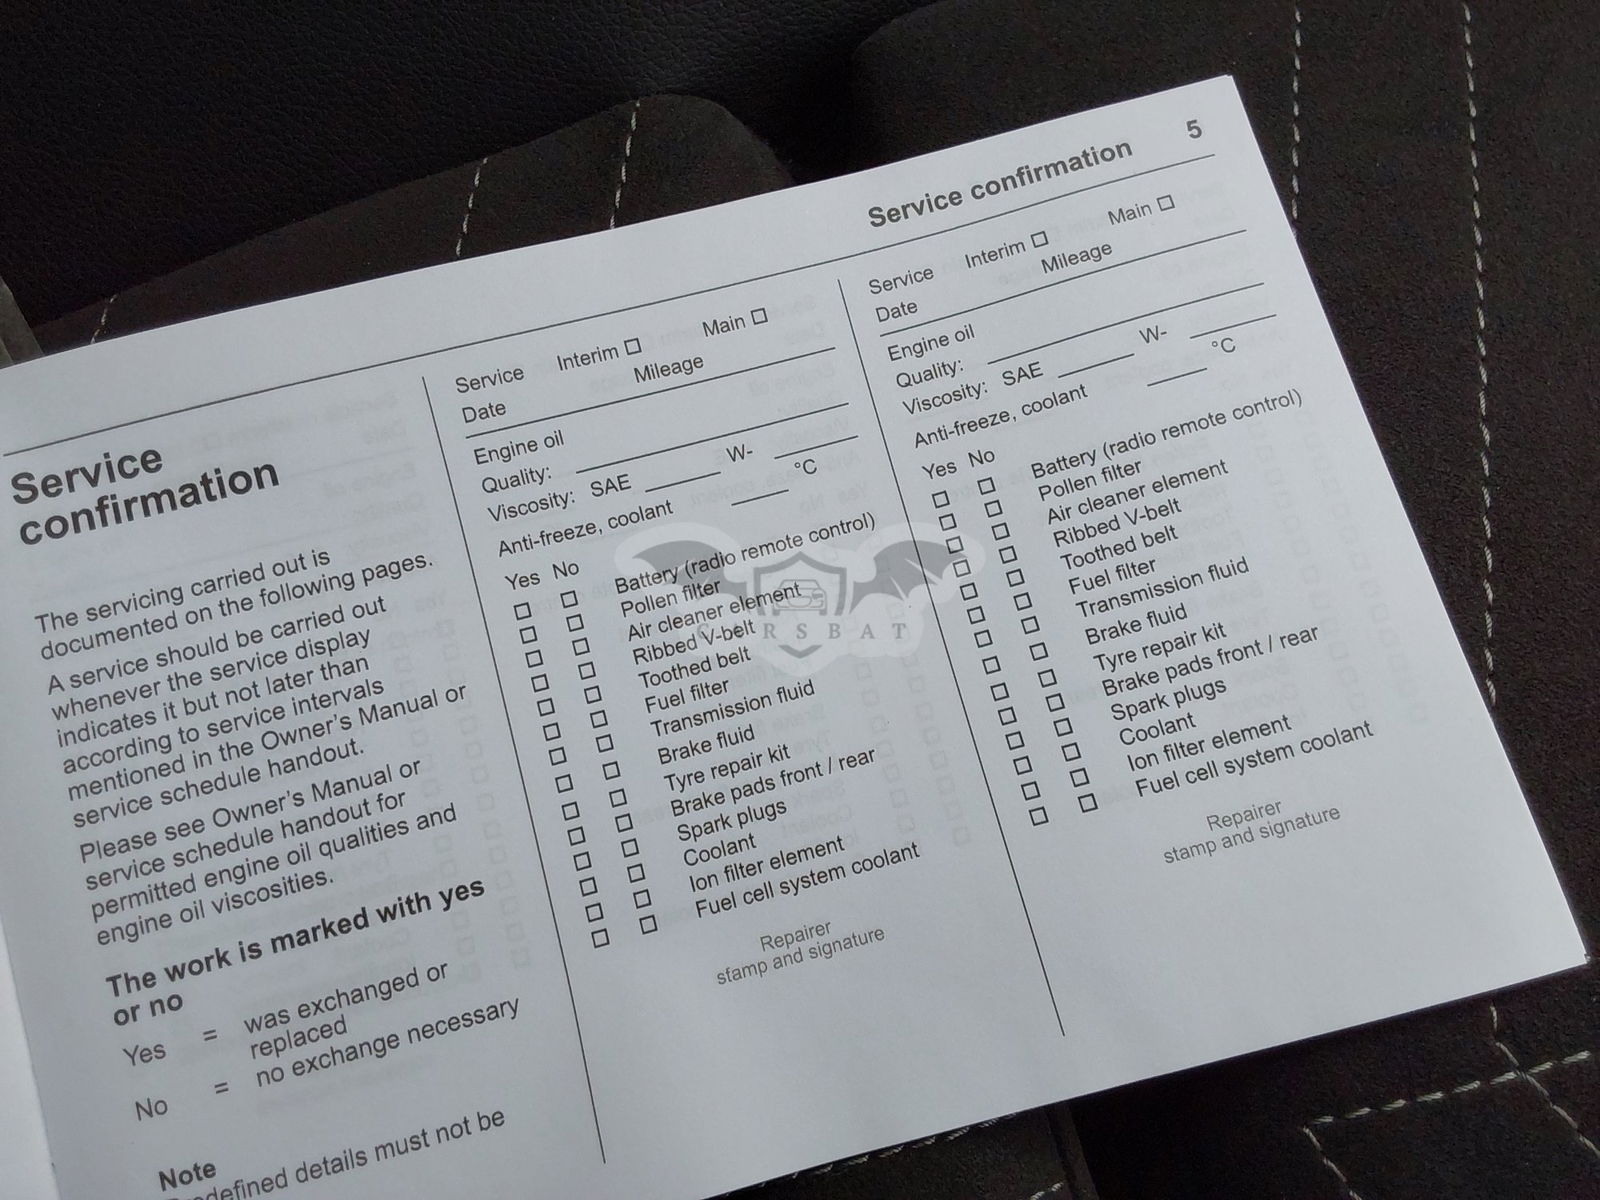 Service confirmation 5
Service
confirmation
The servicing carried out is
documented on the following pages.
A service should be carried out
whenever the service display
indicates it but not later than
according to service intervals
mentioned in the Owner's Manual or
service schedule handout.
Please see Owner's Manual or
service schedule handout for
permitted engine oil qualities and
engine oil viscosities.
The work is marked with yes
or no
Yes = was exchanged or
replaced
No = no exchange necessary
Note
details must not be
Service Interim Main
Date Mileage
Engine oil
Quality:
Viscosity: SAE W-
Anti-freeze, coolant °C
Yes No
Battery (radio remote control)
Pollen filter
Air cleaner element
Ribbed V-belt
Toothed belt
Fuel filter
Transmission fluid
Brake fluid
Tyre repair kit
Brake pads front / rear
Spark plugs
Coolant
Ion filter element
Fuel cell system coolant
Repairer
stamp and signature
Service Interim Main
Date Mileage
Engine oil
Quality:
Viscosity: SAE W-
Anti-freeze, coolant °C
Yes No
Battery (radio remote control)
Pollen filter
Air cleaner element
Ribbed V-belt
Toothed belt
Fuel filter
Transmission fluid
Brake fluid
Tyre repair kit
Brake pads front / rear
Spark plugs
Coolant
Ion filter element
Fuel cell system coolant
Repairer
stamp and signature
CARSBAT